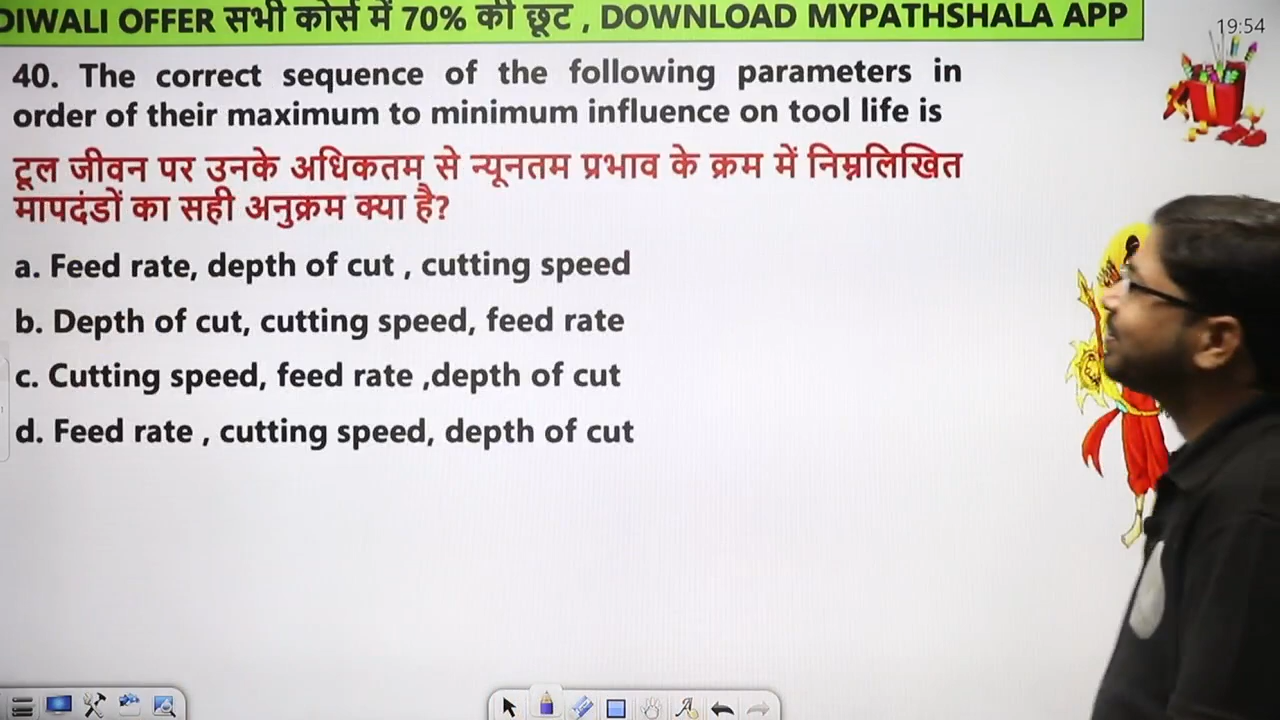 DIWALI OFFER सभी कोर्स में 70% की छूट , DOWNLOAD MYPATHSHALA APP
19:54
40. The correct sequence of the following parameters in
order of their maximum to minimum influence on tool life is
टूल जीवन पर उनके अधिकतम से न्यूनतम प्रभाव के क्रम में निम्नलिखित
मापदंडों का सही अनुक्रम क्या है?
a. Feed rate, depth of cut , cutting speed
b. Depth of cut, cutting speed, feed rate
c. Cutting speed, feed rate ,depth of cut
d. Feed rate , cutting speed, depth of cut